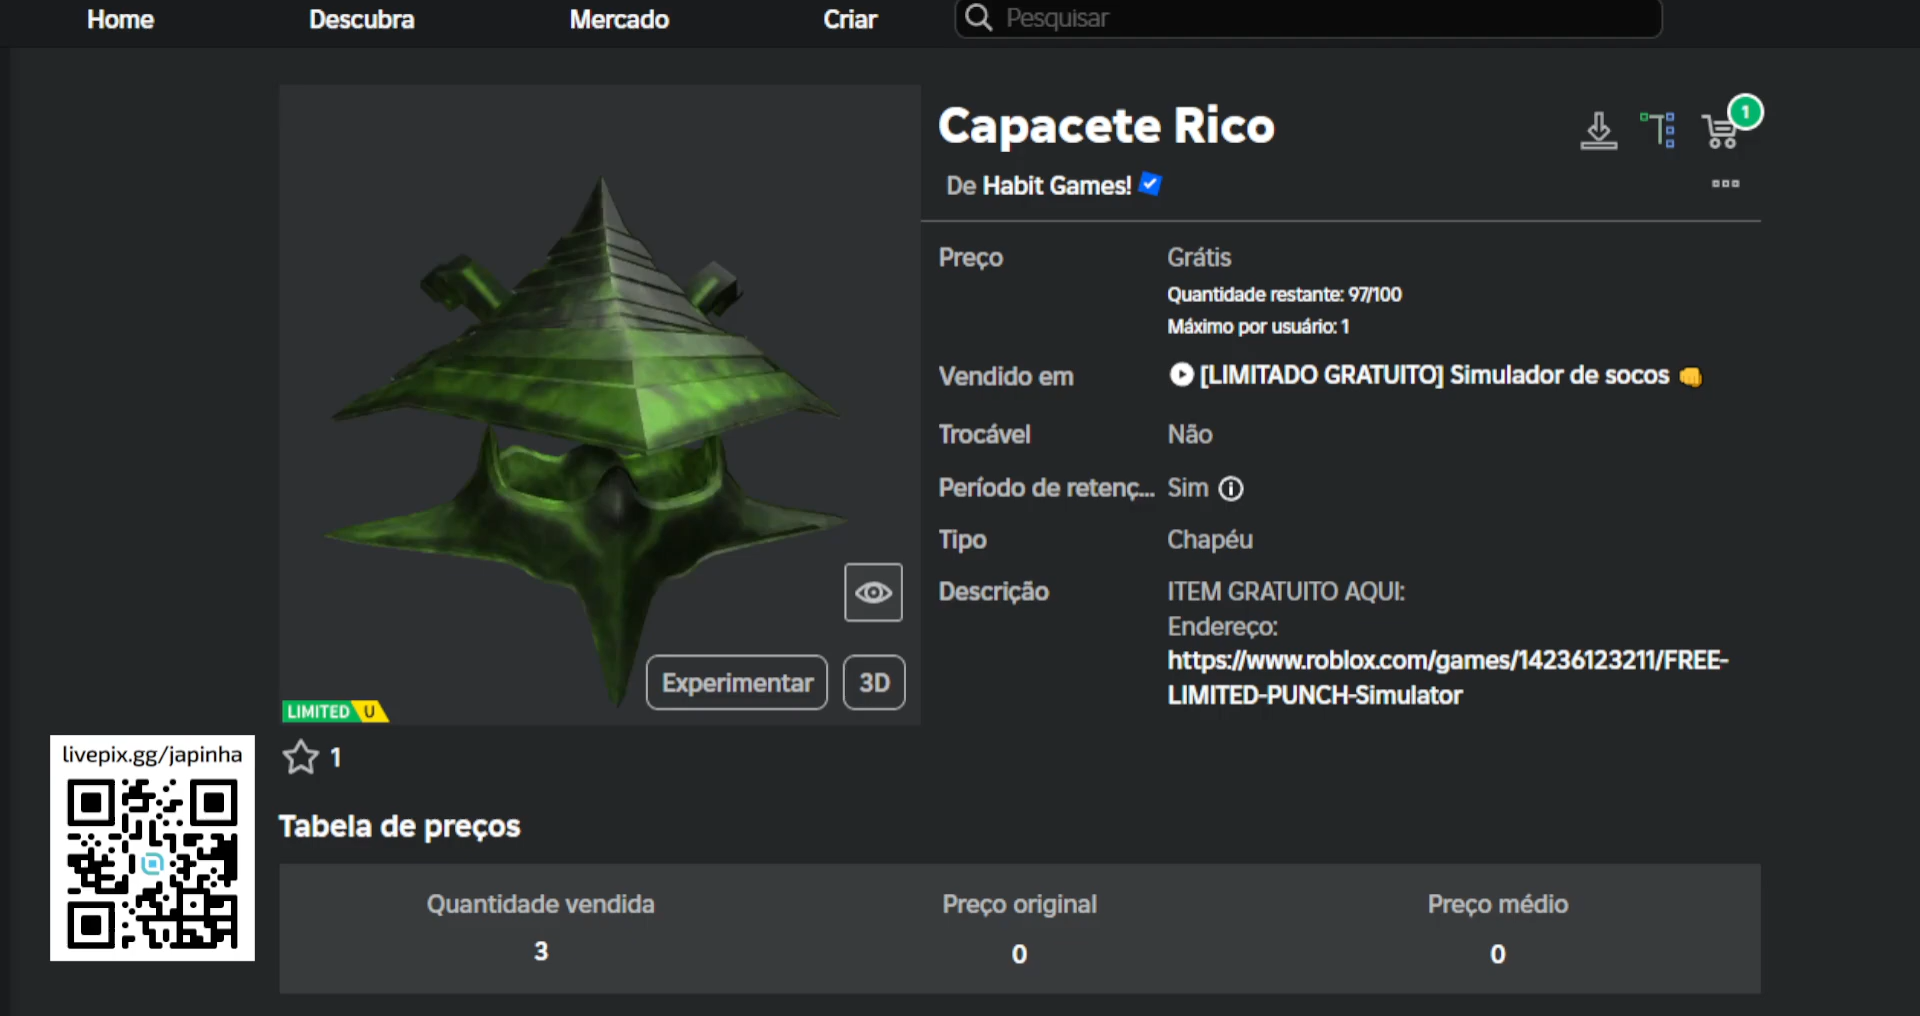 Home Descubra Mercado Criar Pesquisar
Capacete Rico
1
De Habit Games!
Preço Grátis
Quantidade restante: 97/100
Máximo por usuário: 1
Vendido em [LIMITADO GRATUITO] Simulador de socos 👊
Trocável Não
Período de retenç... Sim
Tipo Chapéu
Descrição ITEM GRATUITO AQUI:
Endereço:
https://www.roblox.com/games/14236123211/FREE-
LIMITED-PUNCH-Simulator
Experimentar 3D
LIMITED U
1
livepix.gg/japinha
Tabela de preços
Quantidade vendida Preço original Preço médio
3 0 0